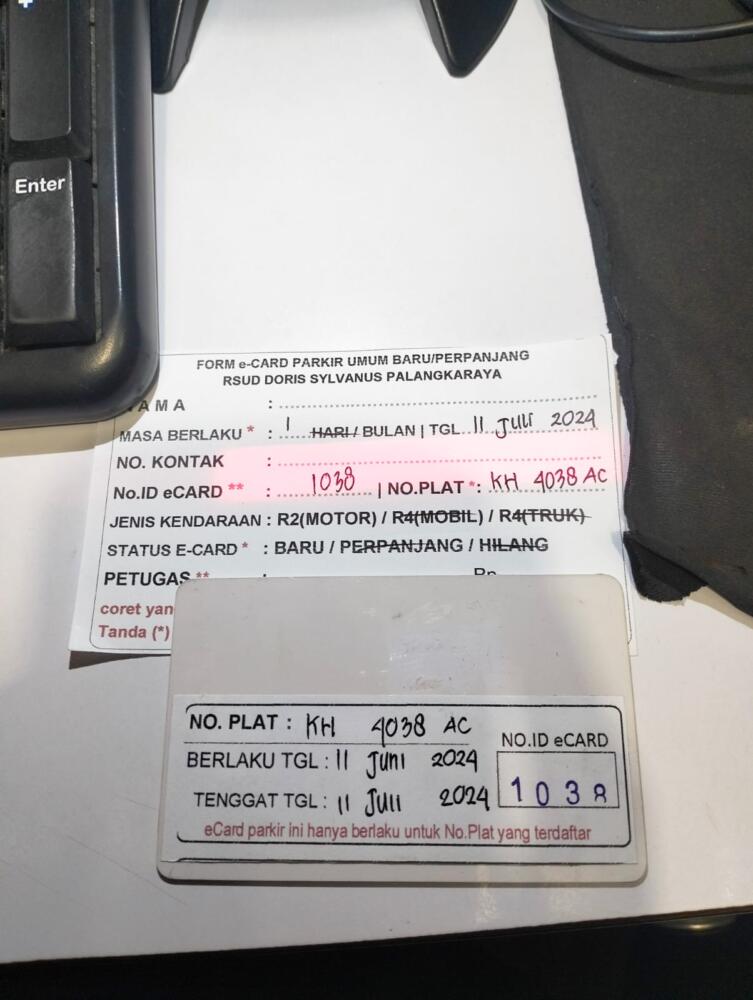 +
Enter
FORM e-CARD PARKIR UMUM BARU/PERPANJANG
RSUD DORIS SYLVANUS PALANGKARAYA
AMA :
MASA BERLAKU * : 1 HARI / BULAN | TGL 11 Juli 2024
NO. KONTAK :
No.ID eCARD ** : 1038 | NO.PLAT *: KH 4038 AC
JENIS KENDARAAN : R2(MOTOR) / R4(MOBIL) / R4(TRUK)
STATUS E-CARD * : BARU / PERPANJANG / HILANG
PETUGAS ** :
coret yan
Tanda (*)
NO. PLAT : KH 4038 AC
BERLAKU TGL : 11 Juni 2024
TENGGAT TGL : 11 Juli 2024
NO.ID eCARD
1038
eCard parkir ini hanya berlaku untuk No.Plat yang terdaftar